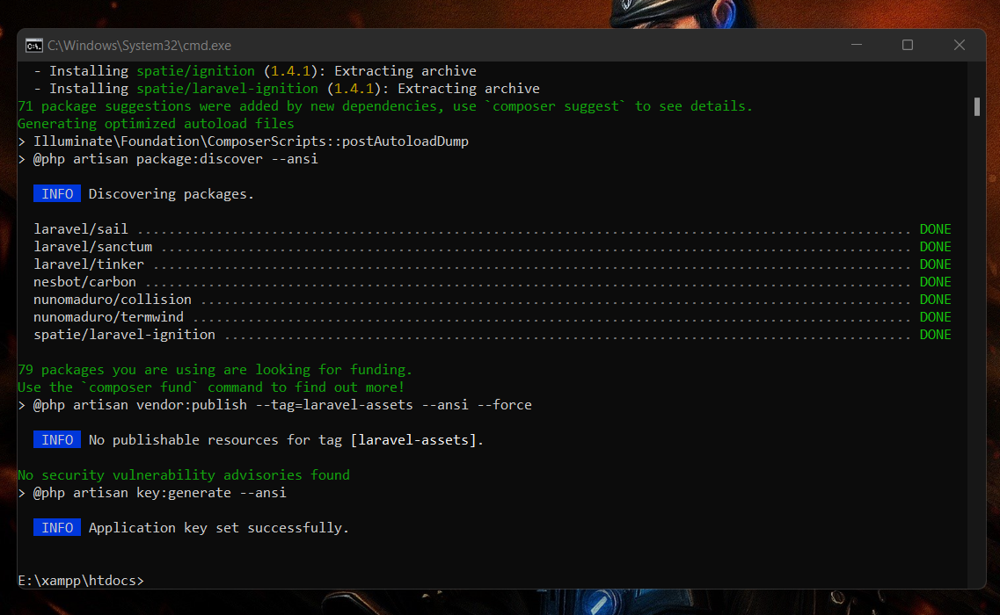 C:\Windows\System32\cmd.exe
- Installing spatie/ignition (1.4.1): Extracting archive
- Installing spatie/laravel-ignition (1.4.1): Extracting archive
71 package suggestions were added by new dependencies, use `composer suggest` to see details.
Generating optimized autoload files
> Illuminate\Foundation\ComposerScripts::postAutoloadDump
> @php artisan package:discover --ansi
INFO Discovering packages.
laravel/sail .................................................................................................. DONE
laravel/sanctum ............................................................................................... DONE
laravel/tinker ................................................................................................ DONE
nesbot/carbon ................................................................................................. DONE
nunomaduro/collision .......................................................................................... DONE
nunomaduro/termwind ........................................................................................... DONE
spatie/laravel-ignition ....................................................................................... DONE
79 packages you are using are looking for funding.
Use the `composer fund` command to find out more!
> @php artisan vendor:publish --tag=laravel-assets --ansi --force
INFO No publishable resources for tag [laravel-assets].
No security vulnerability advisories found
> @php artisan key:generate --ansi
INFO Application key set successfully.
E:\xampp\htdocs>